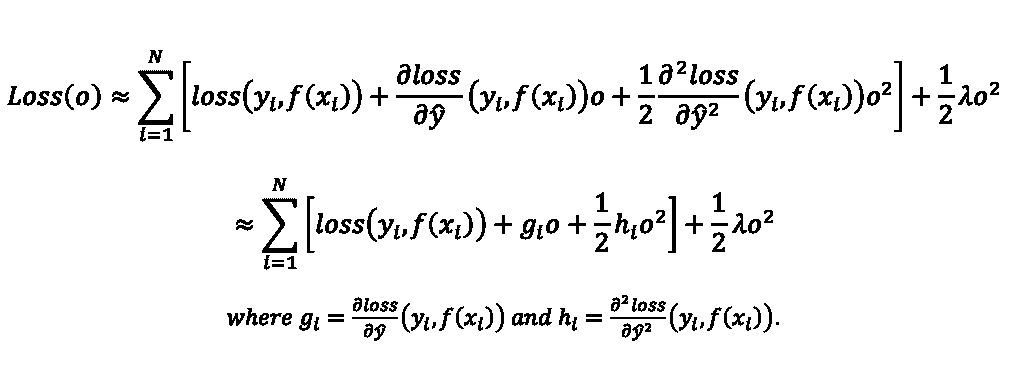 Loss(o) ≈ ∑_{i=1}^{N} [loss(y_i, f(x_i)) + ∂loss/∂ŷ (y_i, f(x_i))o + 1/2 ∂²loss/∂ŷ² (y_i, f(x_i))o²] + 1/2 λo²
≈ ∑_{i=1}^{N} [loss(y_i, f(x_i)) + g_i o + 1/2 h_i o²] + 1/2 λo²
where g_i = ∂loss/∂ŷ (y_i, f(x_i)) and h_i = ∂²loss/∂ŷ² (y_i, f(x_i)).